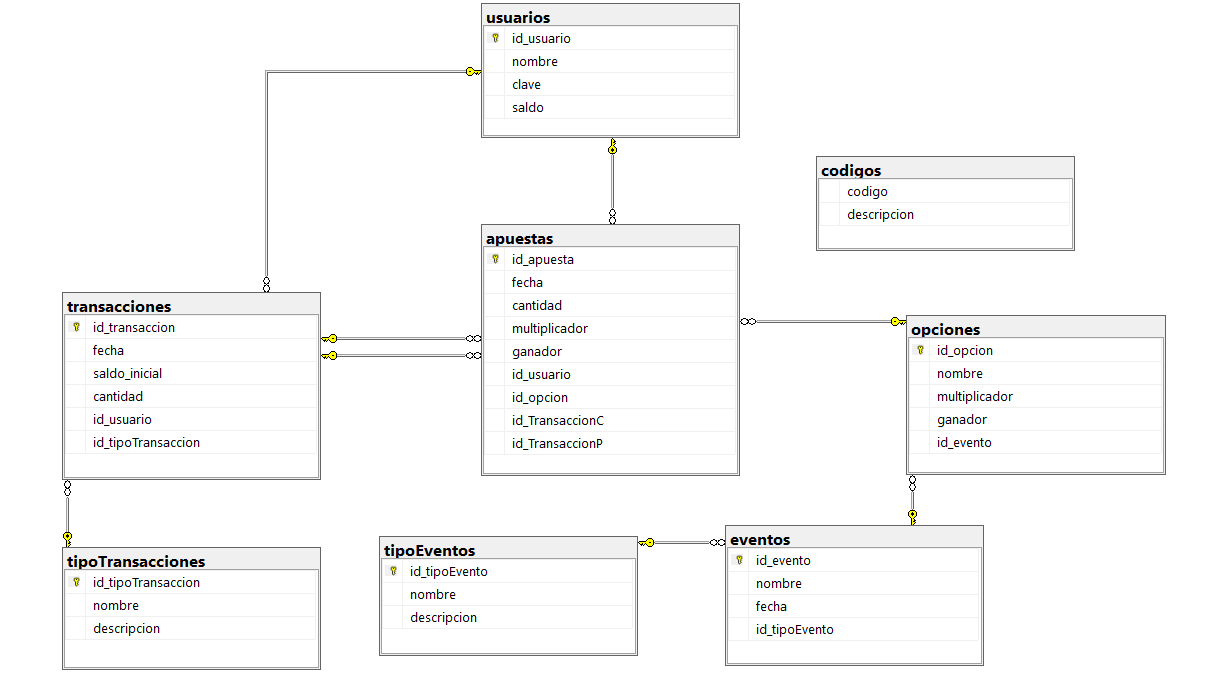 usuarios
id_usuario
nombre
clave
saldo
codigos
codigo
descripcion
apuestas
id_apuesta
fecha
cantidad
multiplicador
ganador
id_usuario
id_opcion
id_TransaccionC
id_TransaccionP
transacciones
id_transaccion
fecha
saldo_inicial
cantidad
id_usuario
id_tipoTransaccion
opciones
id_opcion
nombre
multiplicador
ganador
id_evento
tipoTransacciones
id_tipoTransaccion
nombre
descripcion
tipoEventos
id_tipoEvento
nombre
descripcion
eventos
id_evento
nombre
fecha
id_tipoEvento